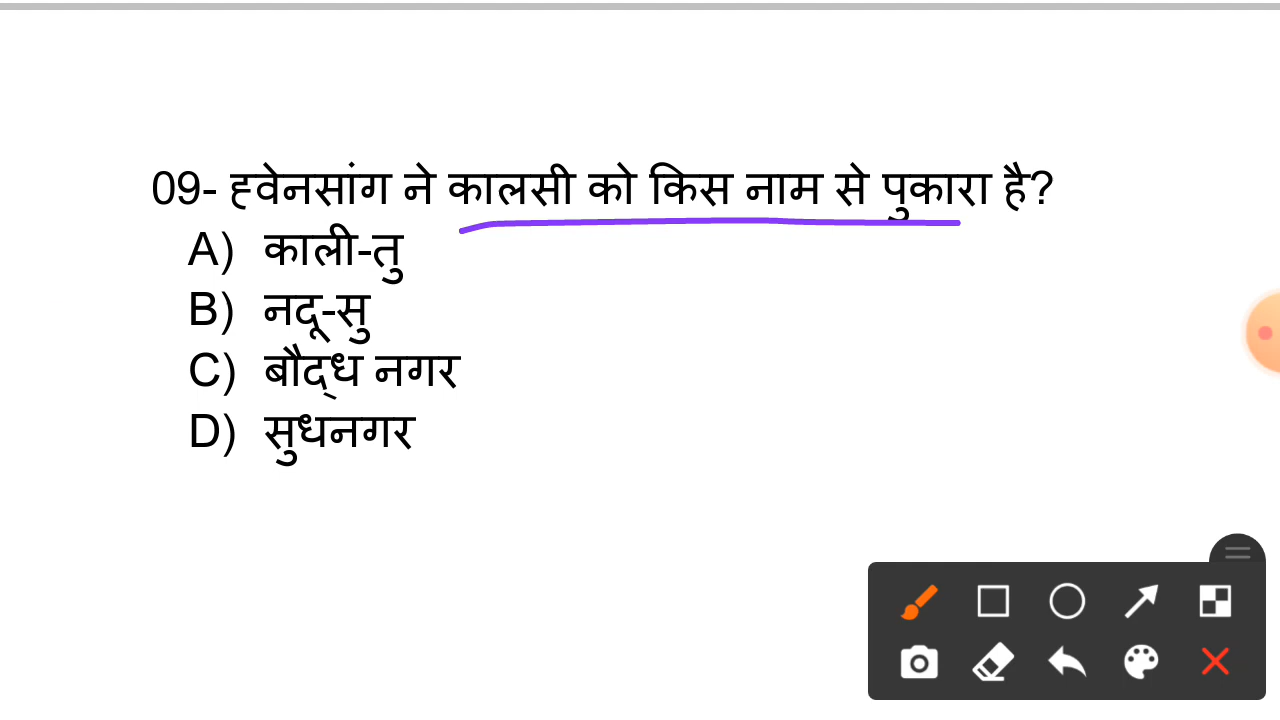 09- ह्वेनसांग ने कालसी को किस नाम से पुकारा है?
A) काली-तु
B) नदू-सु
C) बौद्ध नगर
D) सुधनगर